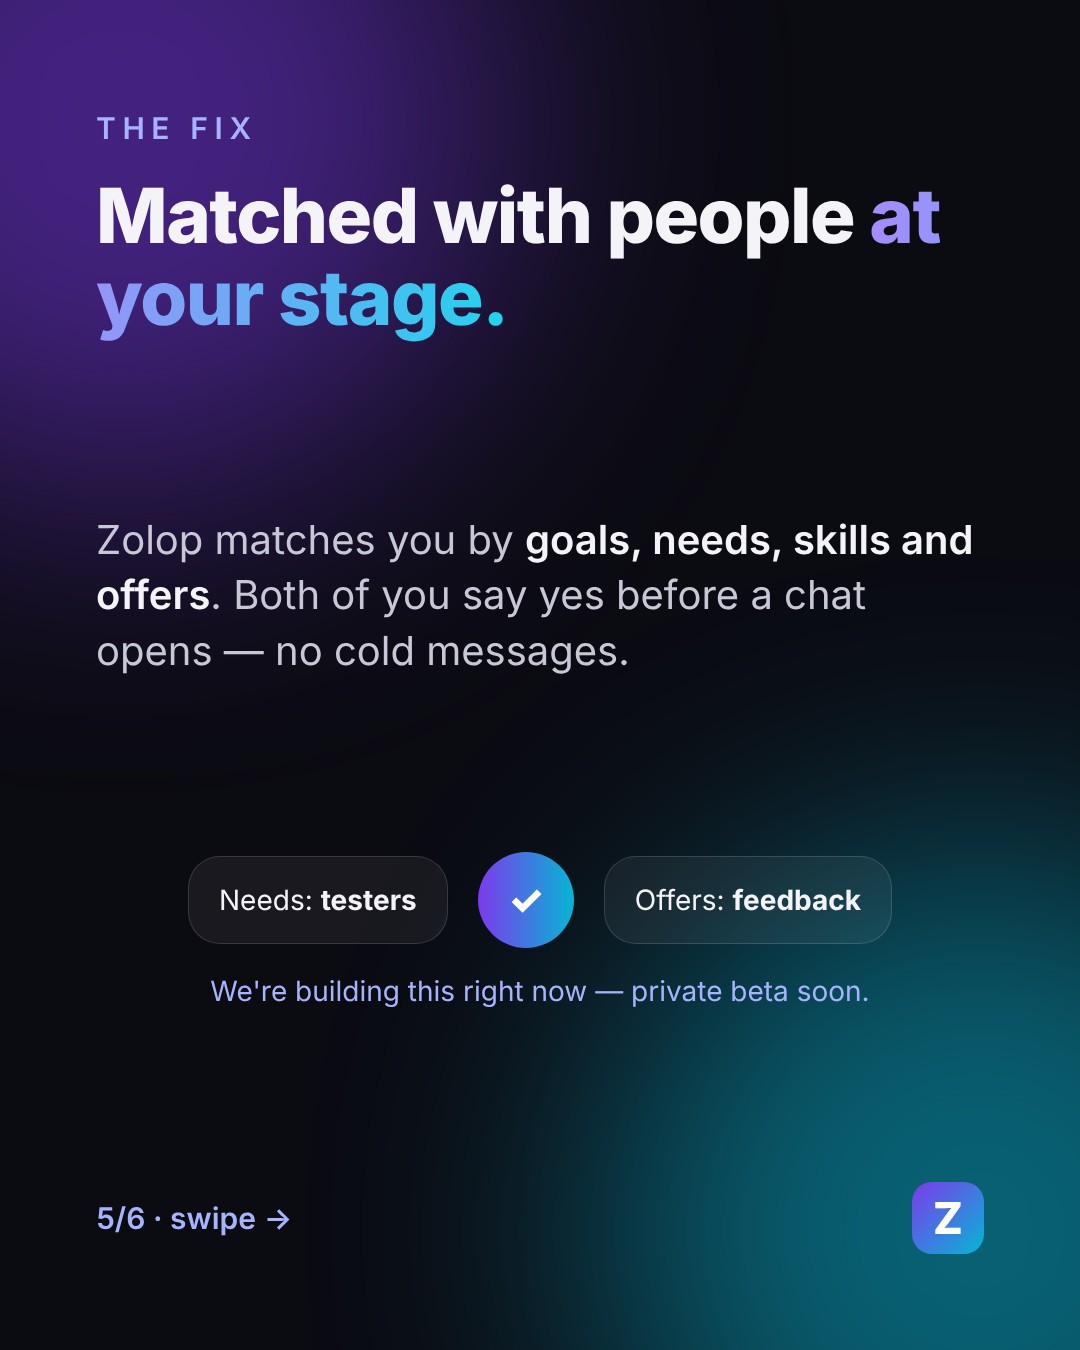 THE FIX
Matched with people at
your stage.
Zolop matches you by goals, needs, skills and
offers. Both of you say yes before a chat
opens — no cold messages.
Needs: testers
Offers: feedback
We're building this right now — private beta soon.
5/6 · swipe →
Z